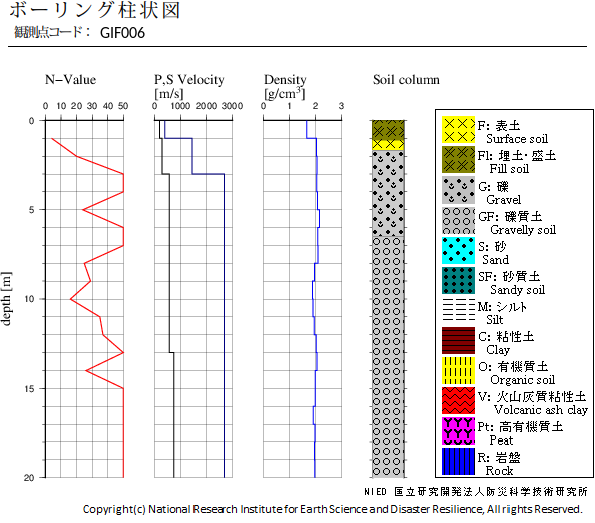 ボーリング柱状図
観測点コード： GIF006
N−Value
P,S Velocity
[m/s]
Density
[g/cm3]
Soil column
0 10 20 30 40 50
0 1000 2000 3000
0 1 2 3
0
5
10
15
20
depth [m]
F: 表土
Surface soil
Fl: 埋土・盛土
Fill soil
G: 礫
Gravel
GF: 礫質土
Gravelly soil
S: 砂
Sand
SF: 砂質土
Sandy soil
M: シルト
Silt
C: 粘性土
Clay
O: 有機質土
Organic soil
V: 火山灰質粘性土
Volcanic ash clay
Pt: 高有機質土
Peat
R: 岩盤
Rock
NIED 国立研究開発法人防災科学技術研究所
Copyright(c) National Research Institute for Earth Science and Disaster Resilience, All rights Reserved.